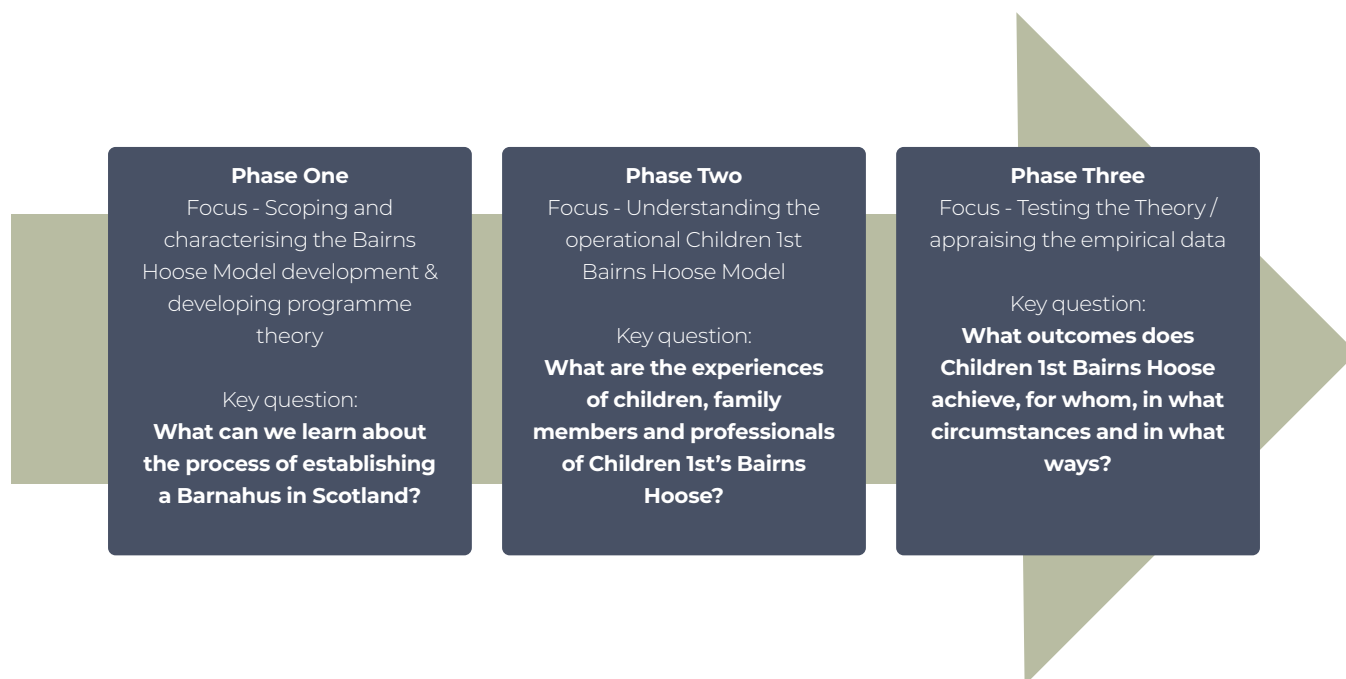 Phase One
Focus - Scoping and
characterising the Bairns
Hoose Model development &
developing programme
theory
Key question:
What can we learn about
the process of establishing
a Barnahus in Scotland?
Phase Two
Focus - Understanding the
operational Children 1st
Bairns Hoose Model
Key question:
What are the experiences
of children, family
members and professionals
of Children 1st’s Bairns
Hoose?
Phase Three
Focus - Testing the Theory /
appraising the empirical data
Key question:
What outcomes does
Children 1st Bairns Hoose
achieve, for whom, in what
circumstances and in what
ways?